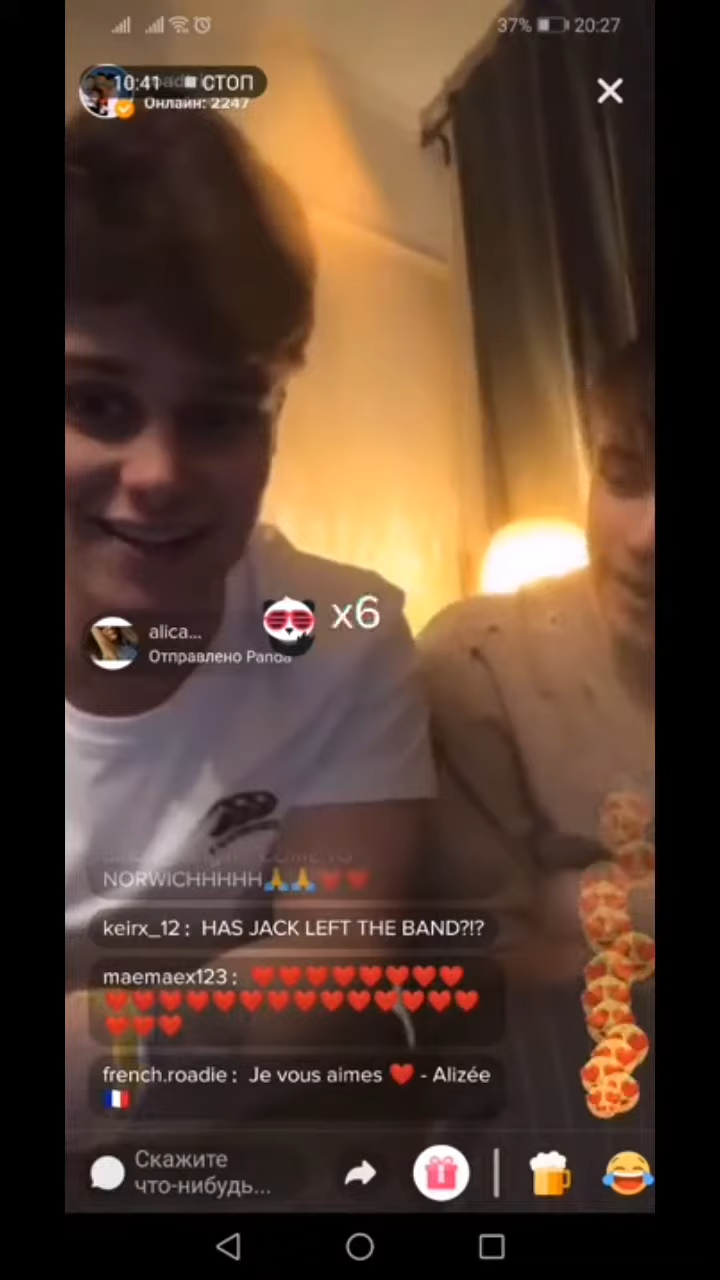 37% 20:27
10:41 СТОП
Онлайн: 2247
x6
alica...
Отправлено Panda
NORWICHHHHH🙏🙏❤️❤️
keirx_12 : HAS JACK LEFT THE BAND?!?
maemaex123 : ❤️❤️❤️❤️❤️❤️❤️❤️
❤️❤️❤️❤️❤️❤️❤️❤️❤️❤️❤️❤️❤️❤️
❤️❤️❤️
french.roadie : Je vous aimes ❤️ - Alizée
🇫🇷
Скажите
что-нибудь...